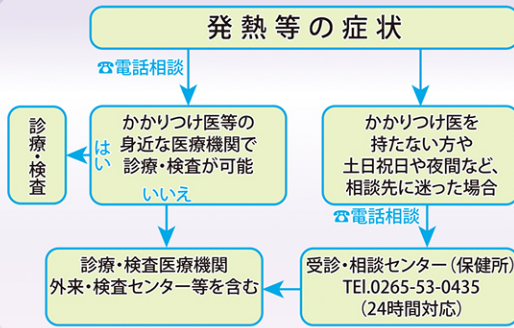 発熱等の症状
☎電話相談
かかりつけ医等の
身近な医療機関で
診療・検査が可能
はい
診療・検査
いいえ
かかりつけ医を
持たない方や
土日祝日や夜間など、
相談先に迷った場合
☎電話相談
診療・検査医療機関
外来・検査センター等を含む
受診・相談センター(保健所)
TEl.0265-53-0435
(24時間対応)